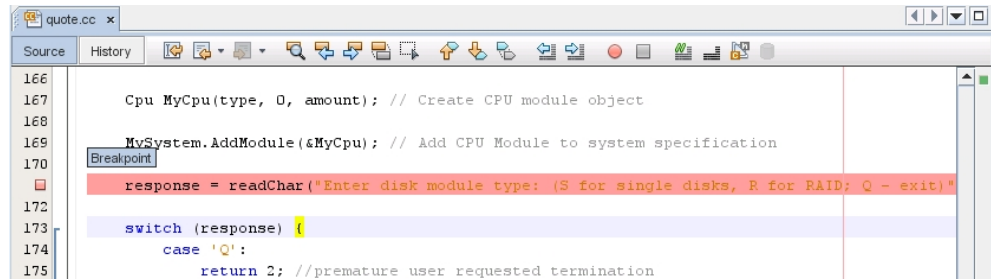 quote.cc x
Source History
166
167 Cpu MyCpu(type, 0, amount); // Create CPU module object
168
169 MySystem.AddModule(&MyCpu); // Add CPU Module to system specification
Breakpoint
170
response = readChar("Enter disk module type: (S for single disks, R for RAID; Q - exit)"
172
173 switch (response) {
174 case 'Q':
175 return 2; //premature user requested termination